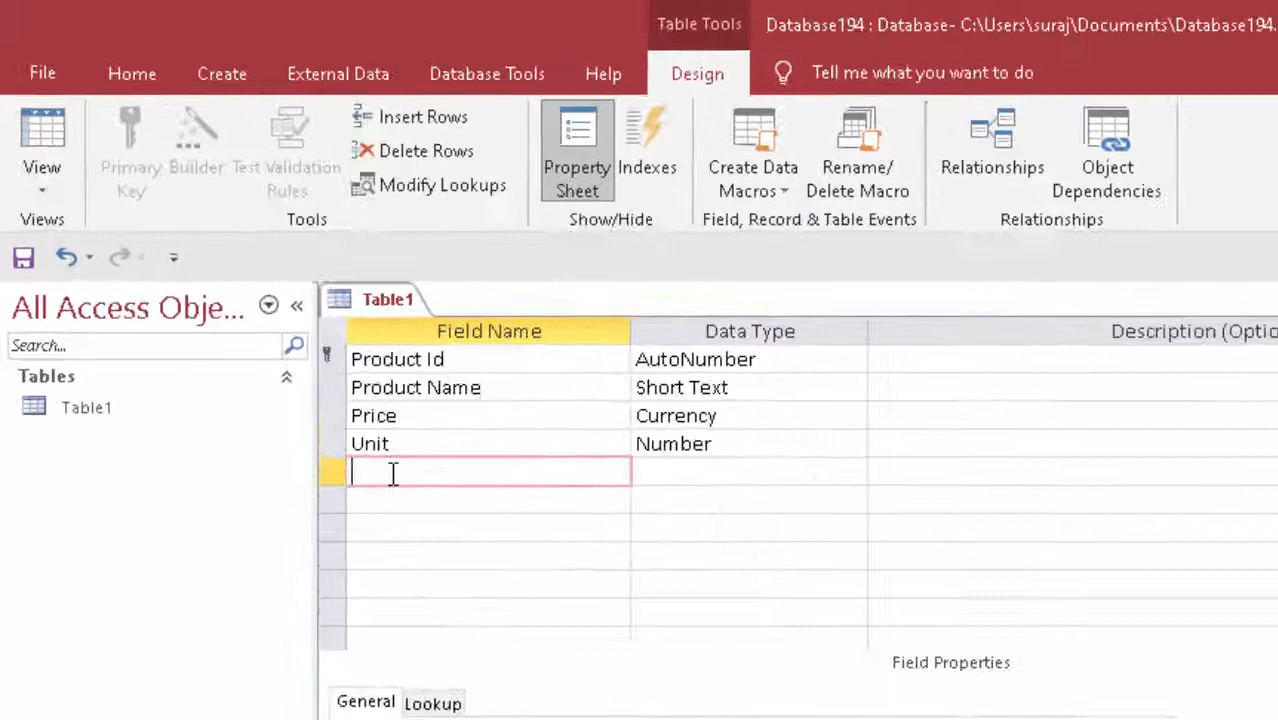 Table Tools
Database194 : Database- C:\Users\suraj\Documents\Database194.
File Home Create External Data Database Tools Help Design Tell me what you want to do
View
Views
Primary Key
Builder
Test Validation Rules
Insert Rows
Delete Rows
Modify Lookups
Tools
Property Sheet
Indexes
Show/Hide
Create Data Macros
Rename/ Delete Macro
Field, Record & Table Events
Relationships
Object Dependencies
Relationships
All Access Obje...
Search...
Tables
Table1
Table1
Field Name Data Type Description (Optio
Product Id AutoNumber
Product Name Short Text
Price Currency
Unit Number
Field Properties
General Lookup